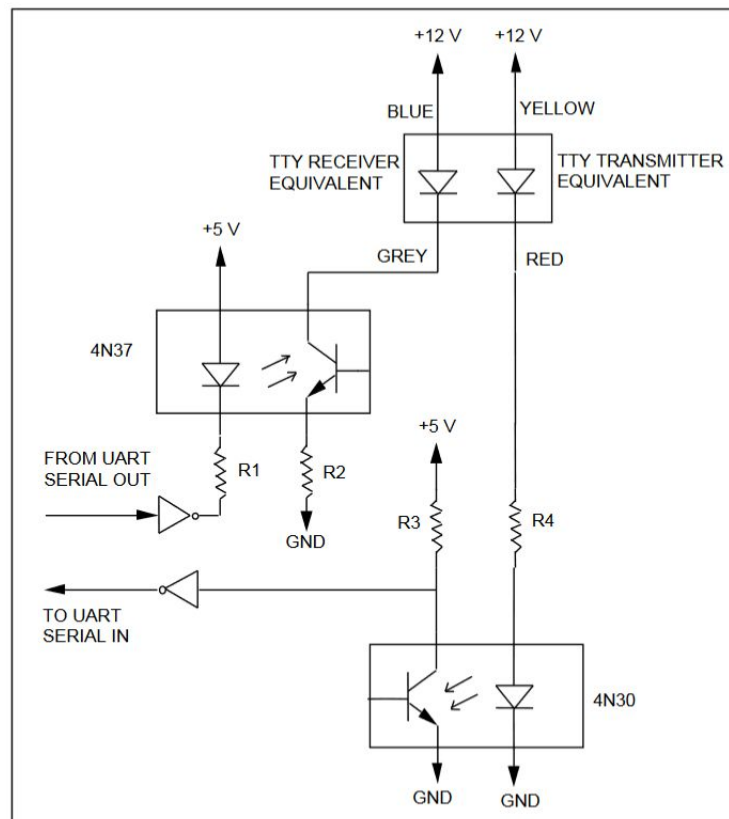 +12 V
+12 V
BLUE
YELLOW
TTY RECEIVER
EQUIVALENT
TTY TRANSMITTER
EQUIVALENT
+5 V
GREY
RED
4N37
+5 V
FROM UART
SERIAL OUT
R1
R2
R3
R4
GND
TO UART
SERIAL IN
4N30
GND
GND